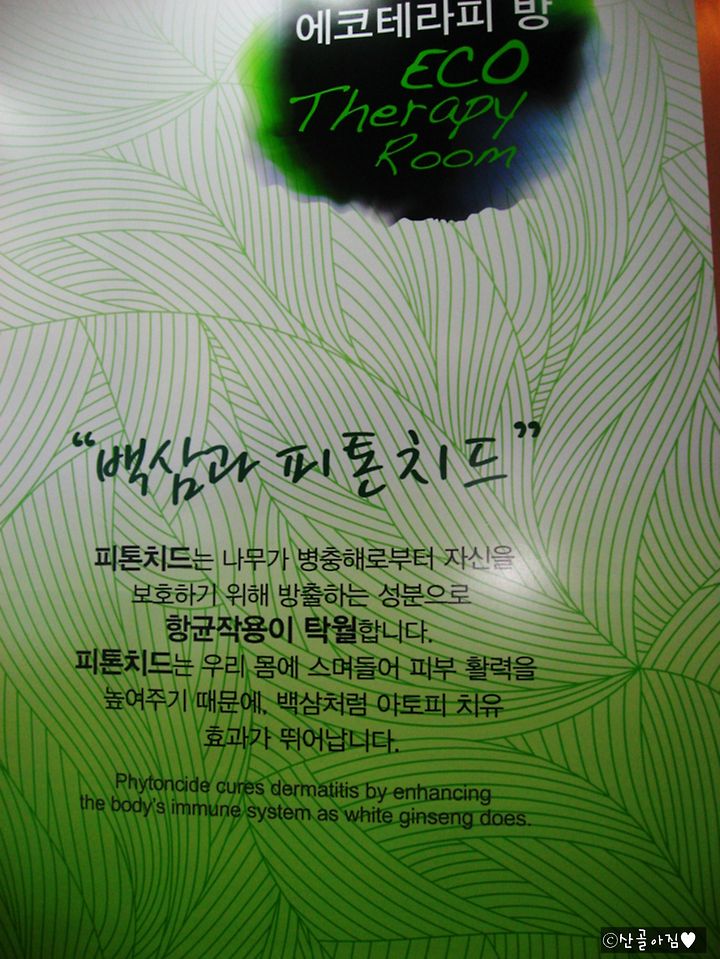 에코테라피 방
ECO
Therapy
Room
“백삼과 피톤치드”
피톤치드는 나무가 병충해로부터 자신을
보호하기 위해 방출하는 성분으로
항균작용이 탁월합니다.
피톤치드는 우리 몸에 스며들어 피부 활력을
높여주기 때문에, 백삼처럼 아토피 치유
효과가 뛰어납니다.
Phytoncide cures dermatitis by enhancing
the body's immune system as white ginseng does.
©산골아짐♥